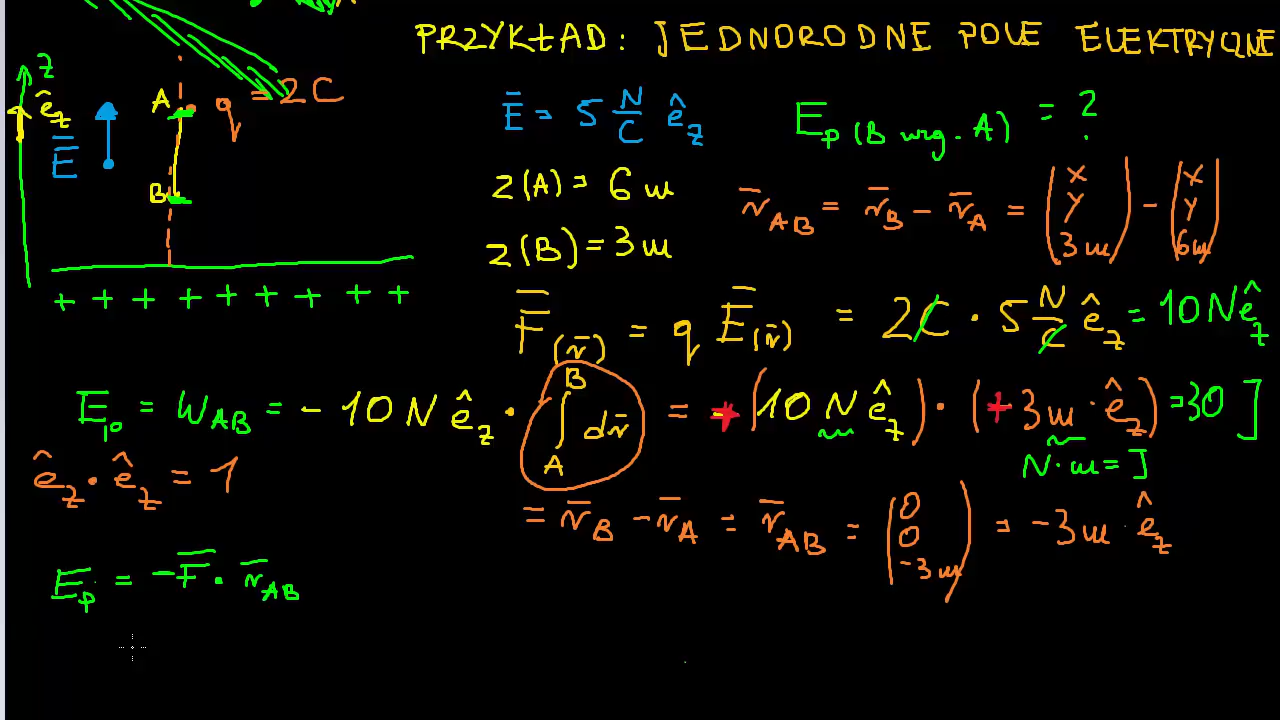 PRZYKŁAD: JEDNORODNE POLE ELEKTRYCZNE
z
ê_z
Ē
A
q = 2C
B
+ + + + + + + + +
Ē = 5 N/C ê_z
E_p (B wzg. A) = ?
z(A) = 6m
z(B) = 3m
r̄_AB = r̄_B - r̄_A = (x y 3m) - (x y 6m)
F̄(r̄) = q Ē(r̄) = 2C · 5 N/C ê_z = 10N ê_z
E_p = W_AB = - 10 N ê_z · ∫_A^B dr̄ = + (10 N ê_z) · (+ 3m · ê_z) = 30 J
N·m = J
ê_z · ê_z = 1
= r̄_B - r̄_A = r̄_AB = (0 0 -3m) = -3m · ê_z
E_p = -F̄ · r̄_AB